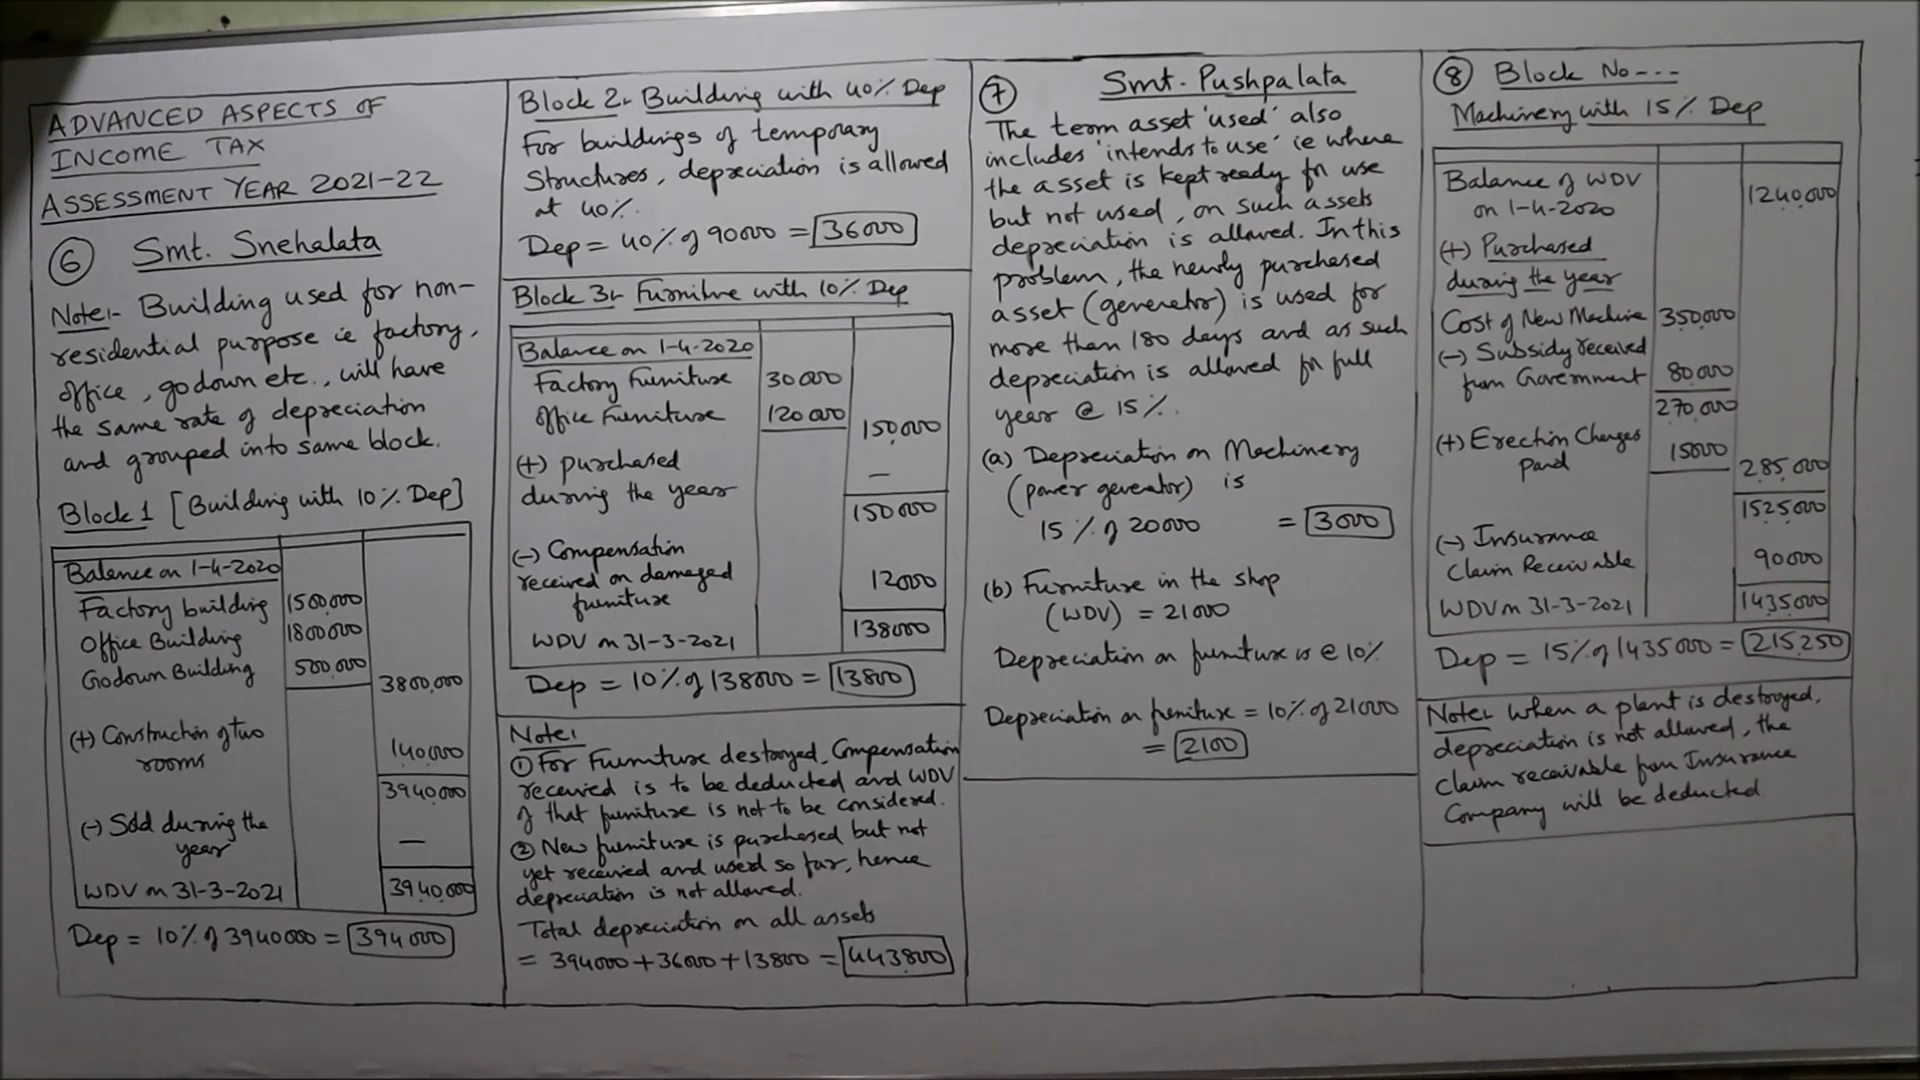 ADVANCED ASPECTS OF
INCOME TAX
ASSESSMENT YEAR 2021-22
6 Smt. Snehalata
Note:- Building used for non-
residential purpose ie factory,
office, godown etc., will have
the same rate of depreciation
and grouped into same block.
Block 1 [Building with 10% Dep]
Balance on 1-4-2020
Factory building 1500000
Office Building 1800000
Godown Building 500,000
3800,000
(+) Construction of two
rooms 140000
3940000
(-) Sold during the
year —
WDV on 31-3-2021 3940,000
Dep = 10% of 3940000 = 394000
Block 2:- Building with 40% Dep
For buildings of temporary
Structures, depreciation is allowed
at 40%.
Dep = 40% of 90000 = 36000
Block 3:- Furniture with 10% Dep
Balance on 1-4-2020
Factory Furniture 30000
Office Furniture 120000
150,000
(+) purchased
during the year —
150000
(-) Compensation
received on damaged 12000
furniture
WDV on 31-3-2021 138000
Dep = 10% of 138000 = 13800
Note:
① For Furniture destroyed, Compensation
received is to be deducted and WDV
of that furniture is not to be considered.
② New furniture is purchased but not
yet received and used so far, hence
depreciation is not allowed.
Total depreciation on all assets
= 394000 + 36000 + 13800 = 443800
7 Smt. Pushpalata
The term asset 'used' also
includes 'intends to use' ie where
the asset is kept ready for use
but not used, on such assets
depreciation is allowed. In this
problem, the newly purchased
asset (generator) is used for
more than 180 days and as such
depreciation is allowed for full
year @ 15%.
(a) Depreciation on Machinery
(power generator) is
15% of 20000 = 3000
(b) Furniture in the shop
(WDV) = 21000
Depreciation on furniture is @ 10%
Depreciation on furniture = 10% of 21000
= 2100
8 Block No---
Machinery with 15% Dep
Balance of WDV
on 1-4-2020 1240,000
(+) Purchased
during the year
Cost of New Machine 350000
(-) Subsidy received
from Government 80000
270,000
(+) Erection Charges
paid 15000
285,000
1525000
(-) Insurance
Claim Receivable 90000
WDV on 31-3-2021 1435000
Dep = 15% of 1435000 = 215250
Note:- when a plant is destroyed,
depreciation is not allowed, the
claim receivable from Insurance
Company will be deducted